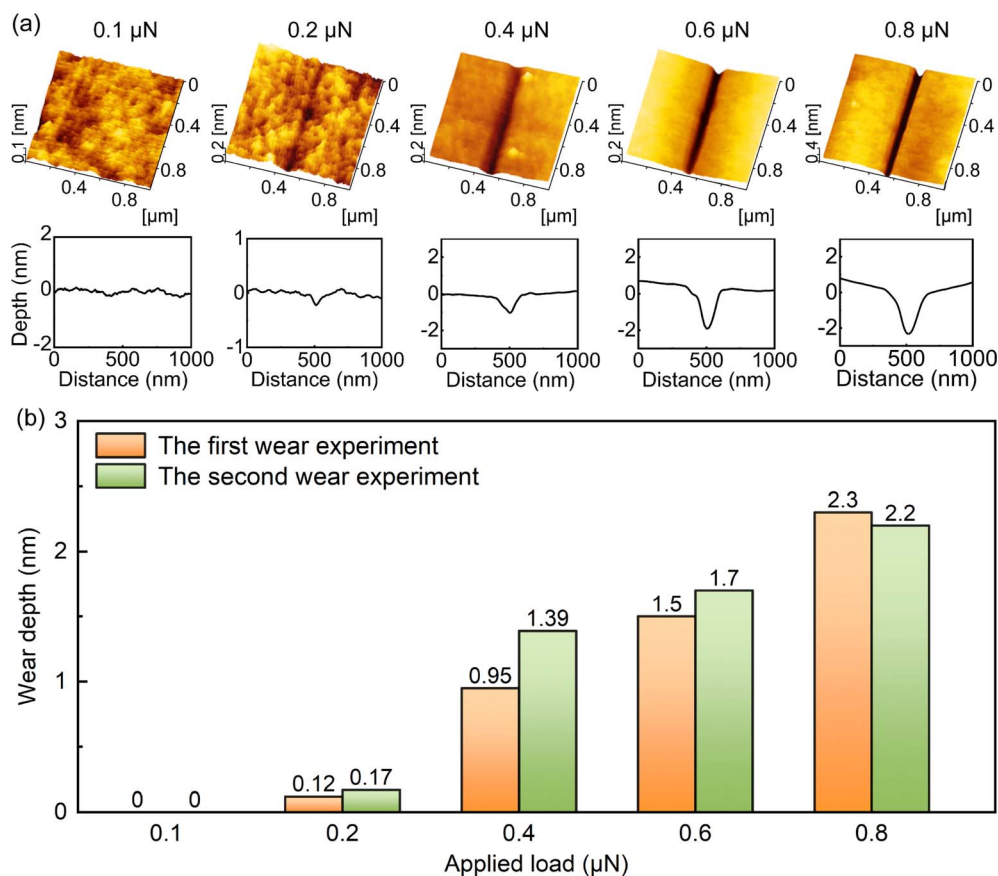 (a)
0.1 µN
0.2 µN
0.4 µN
0.6 µN
0.8 µN
0.1 [nm]
0
0.4
0.8
0.4
0.8
[µm]
0.2 [nm]
0
0.4
0.8
0.4
0.8
[µm]
0.2 [nm]
0
0.4
0.8
0.4
0.8
[µm]
0.2 [nm]
0
0.4
0.8
0.4
0.8
[µm]
0.4 [nm]
0
0.4
0.8
0.4
0.8
[µm]
Depth (nm)
2
0
-2
0 500 1000
Distance (nm)
1
0
-1
0 500 1000
Distance (nm)
2
0
-2
0 500 1000
Distance (nm)
2
0
-2
0 500 1000
Distance (nm)
2
0
-2
0 500 1000
Distance (nm)
(b)
The first wear experiment
The second wear experiment
Wear depth (nm)
3
2
1
0
0 0
0.12 0.17
0.95 1.39
1.5 1.7
2.3 2.2
0.1 0.2 0.4 0.6 0.8
Applied load (µN)